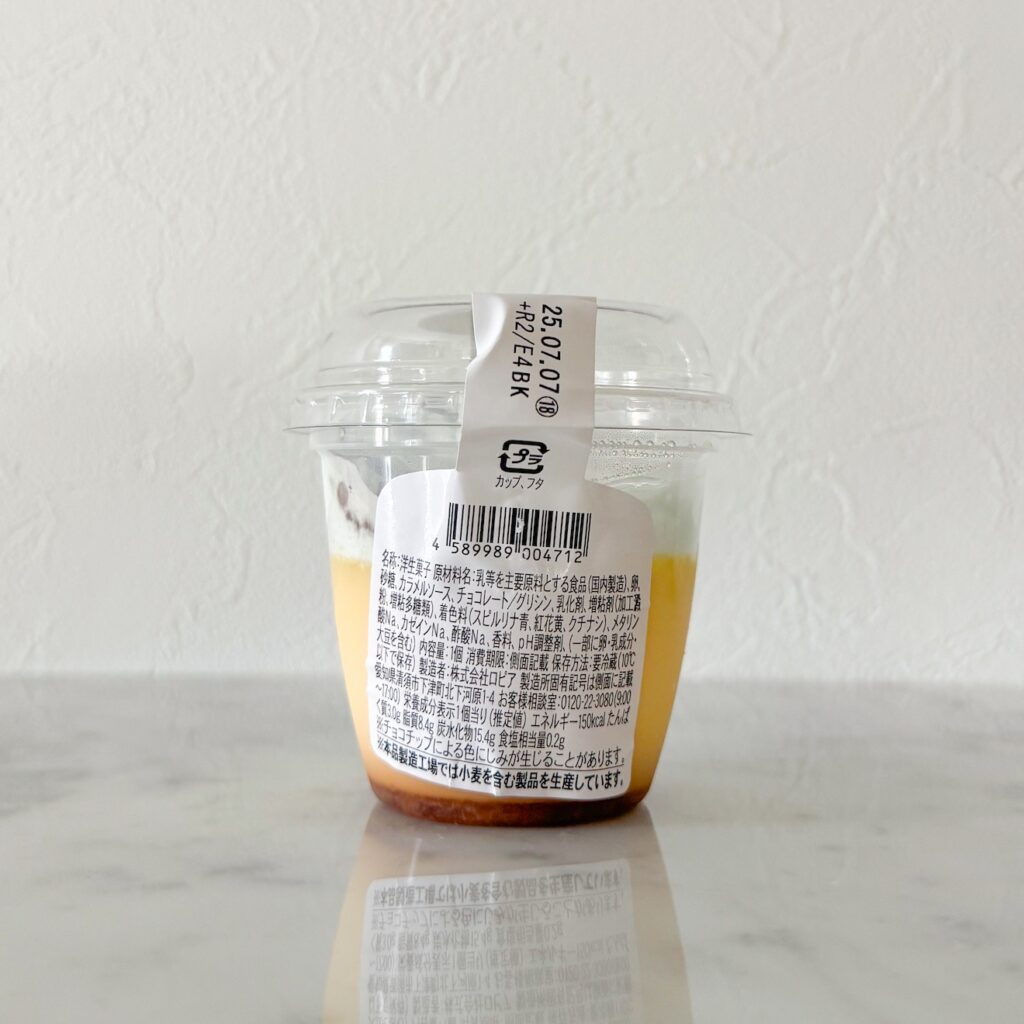 25.07.07⑱
+R2/E4BK
プラ
カップ、フタ
4 589989 004712
名称:洋生菓子 原材料名:乳等を主要原料とする食品(国内製造)、卵、
砂糖、カラメルソース、チョコレート/グリシン、乳化剤、増粘剤(加工澱
粉、増粘多糖類)、着色料(スピルリナ青、紅花黄、クチナシ)、メタリン
酸Na、カゼインNa、酢酸Na、香料、pH調整剤、(一部に卵・乳成分・
大豆を含む) 内容量:1個 消費期限:側面記載 保存方法:要冷蔵(10℃
以下で保存) 製造者:株式会社ロピア 製造所固有記号は側面に記載
愛知県清須市下津町北下河原1-4 お客様相談室:0120-22-3080(9:00
~17:00) 栄養成分表示1個当り(推定値) エネルギー150kcal たんぱ
く質3.0g 脂質8.4g 炭水化物15.4g 食塩相当量0.2g
※チョコチップによる色にじみが生じることがあります。
※本品製造工場では小麦を含む製品を生産しています。